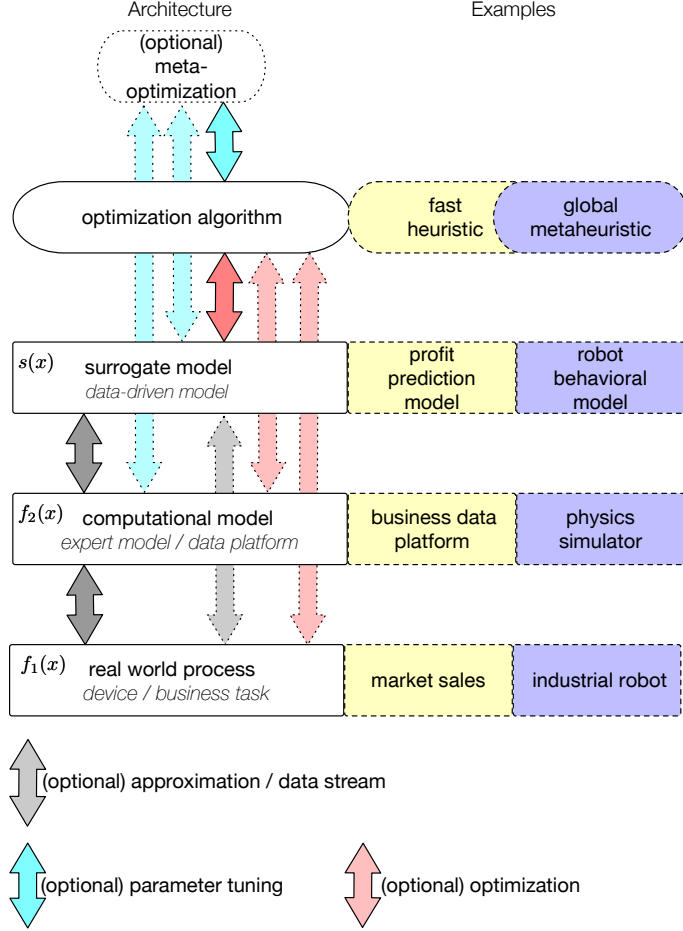 Architecture
Examples
(optional)
meta-
optimization
optimization algorithm
fast
heuristic
global
metaheuristic
s(x)
surrogate model
data-driven model
profit
prediction
model
robot
behavioral
model
f₂(x)
computational model
expert model / data platform
business data
platform
physics
simulator
f₁(x)
real world process
device / business task
market sales
industrial robot
(optional) approximation / data stream
(optional) parameter tuning
(optional) optimization